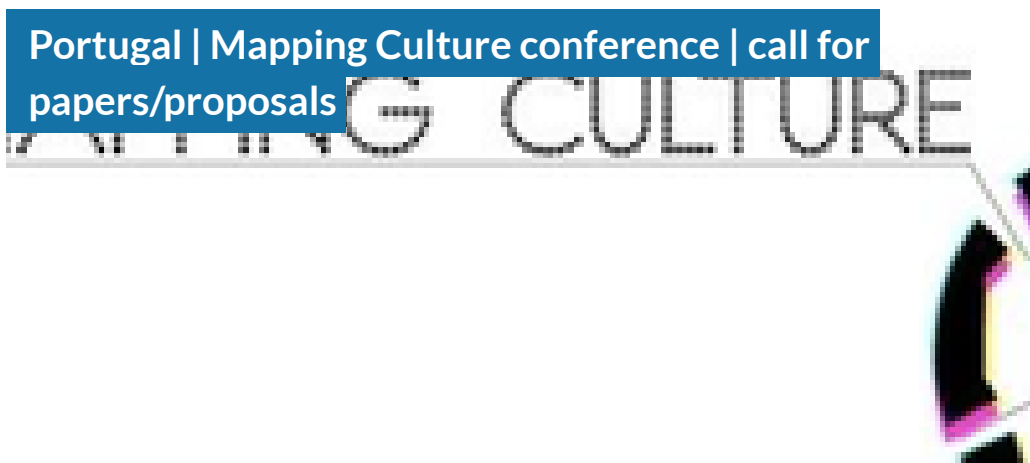 Portugal | Mapping Culture conference | call for
papers/proposals
CULTURE